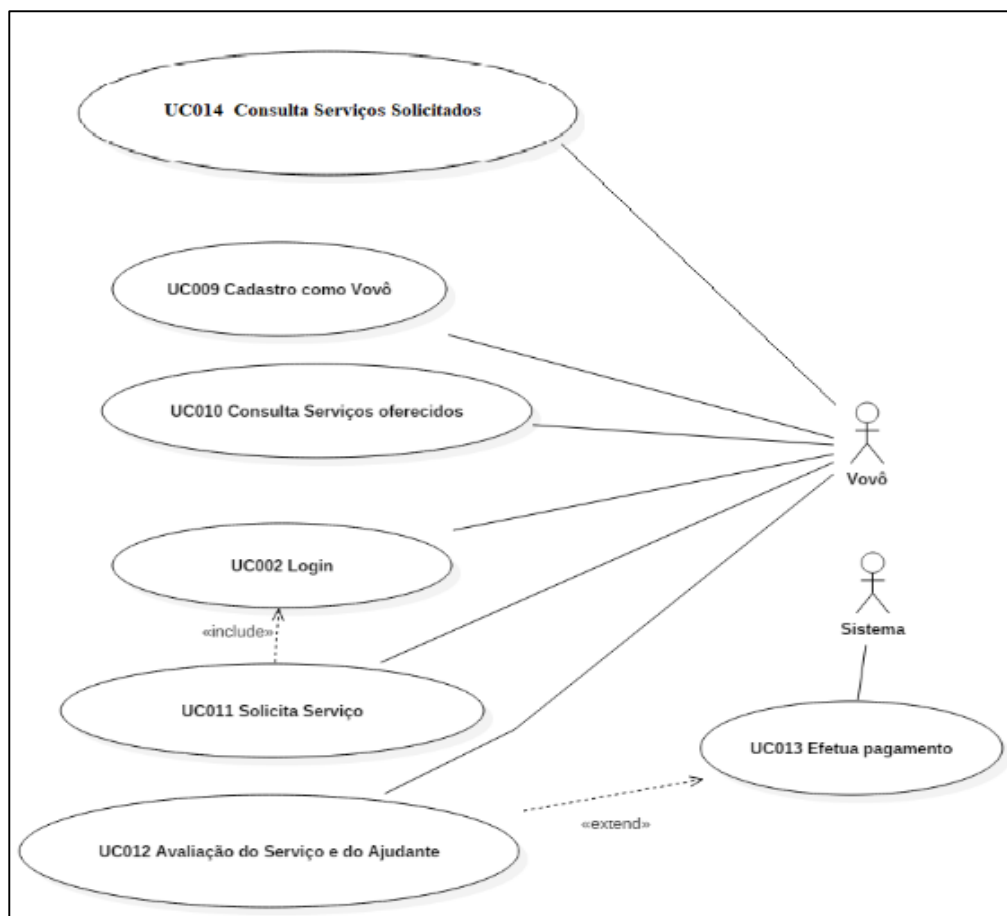 UC014 Consulta Serviços Solicitados
UC009 Cadastro como Vovô
UC010 Consulta Serviços oferecidos
Vovô
UC002 Login
Sistema
«include»
UC011 Solicita Serviço
UC013 Efetua pagamento
«extend»
UC012 Avaliação do Serviço e do Ajudante